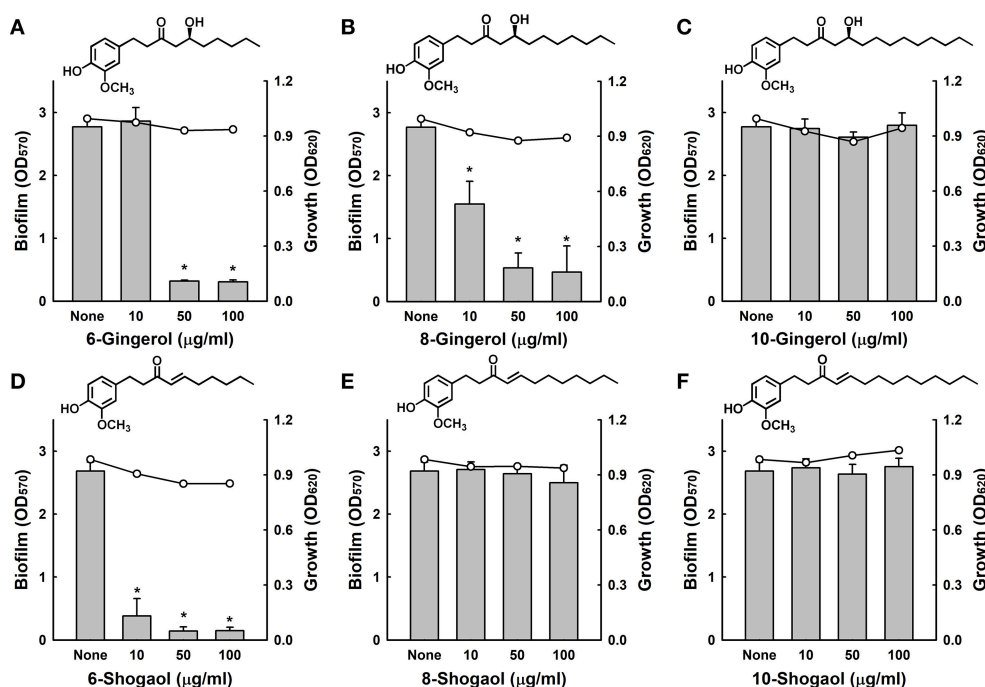 A
O OH
HO
OCH3
Biofilm (OD570)
3
2
1
0
1.2
0.9
0.6
0.3
0.0
Growth (OD620)
* *
None 10 50 100
6-Gingerol (μg/ml)
B
O OH
HO
OCH3
Biofilm (OD570)
3
2
1
0
1.2
0.9
0.6
0.3
0.0
Growth (OD620)
* * *
None 10 50 100
8-Gingerol (μg/ml)
C
O OH
HO
OCH3
Biofilm (OD570)
3
2
1
0
1.2
0.9
0.6
0.3
0.0
Growth (OD620)
None 10 50 100
10-Gingerol (μg/ml)
D
O
HO
OCH3
Biofilm (OD570)
3
2
1
0
1.2
0.9
0.6
0.3
0.0
Growth (OD620)
* * *
None 10 50 100
6-Shogaol (μg/ml)
E
O
HO
OCH3
Biofilm (OD570)
3
2
1
0
1.2
0.9
0.6
0.3
0.0
Growth (OD620)
None 10 50 100
8-Shogaol (μg/ml)
F
O
HO
OCH3
Biofilm (OD570)
3
2
1
0
1.2
0.9
0.6
0.3
0.0
Growth (OD620)
None 10 50 100
10-Shogaol (μg/ml)